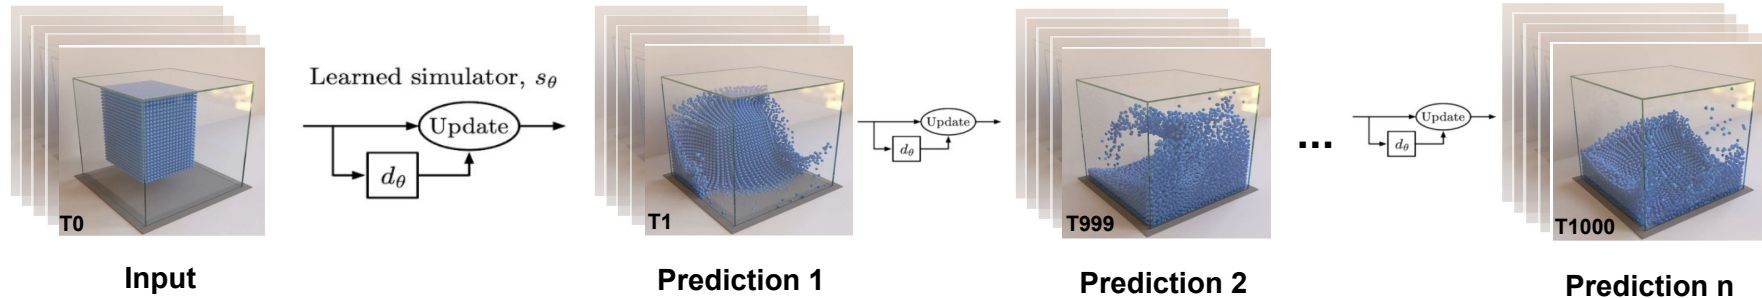 T0
Input
Learned simulator, sθ
Update
dθ
T1
Prediction 1
Update
dθ
T999
Prediction 2
...
Update
dθ
T1000
Prediction n